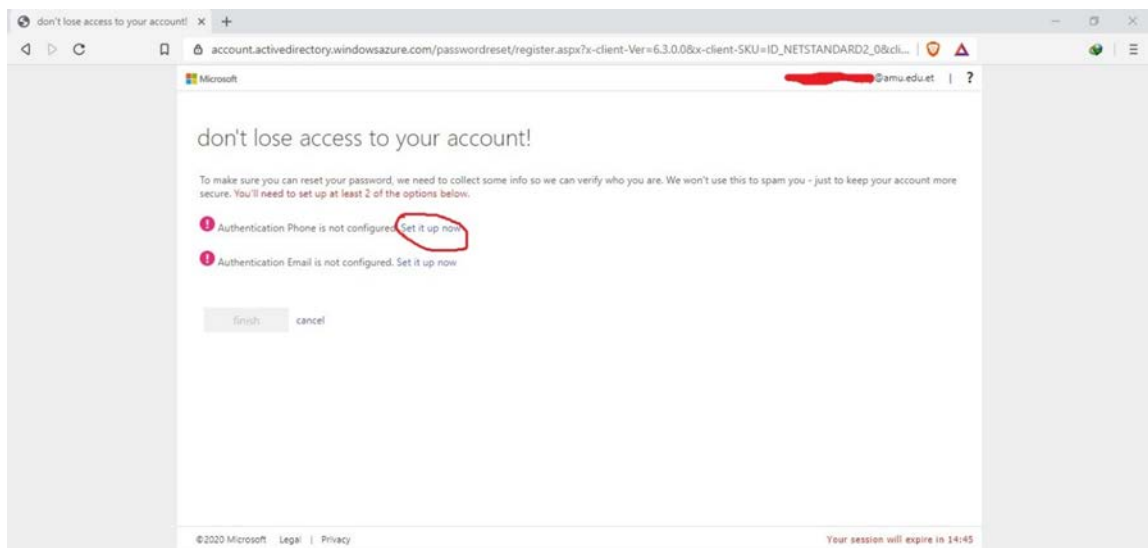 don't lose access to your account!
account.activedirectory.windowsazure.com/passwordreset/register.aspx?x-client-Ver=6.3.0.0&x-client-SKU=ID_NETSTANDARD2_0&cli...
Microsoft
@amu.edu.et | ?
don't lose access to your account!
To make sure you can reset your password, we need to collect some info so we can verify who you are. We won't use this to spam you - just to keep your account more
secure. You'll need to set up at least 2 of the options below.
Authentication Phone is not configured. Set it up now
Authentication Email is not configured. Set it up now
finish cancel
©2020 Microsoft Legal | Privacy
Your session will expire in 14:45